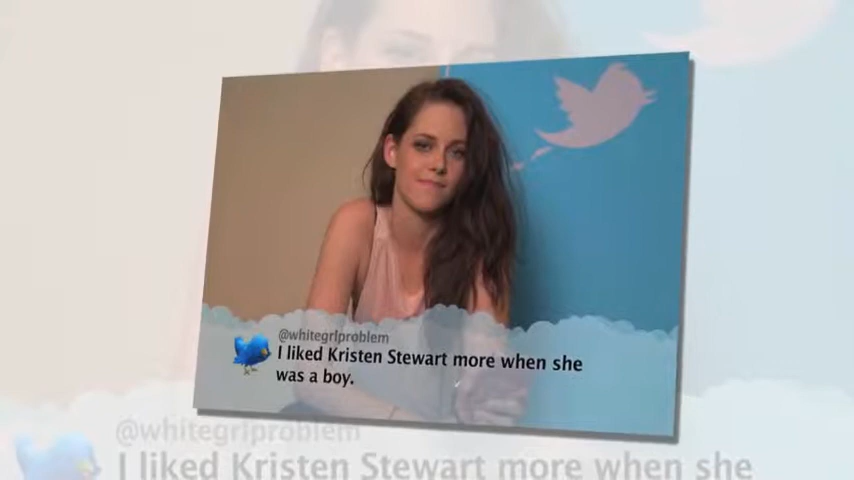 @whitegrlproblem
I liked Kristen Stewart more when she
was a boy.
@whitegrlproblem
I liked Kristen Stewart more when she